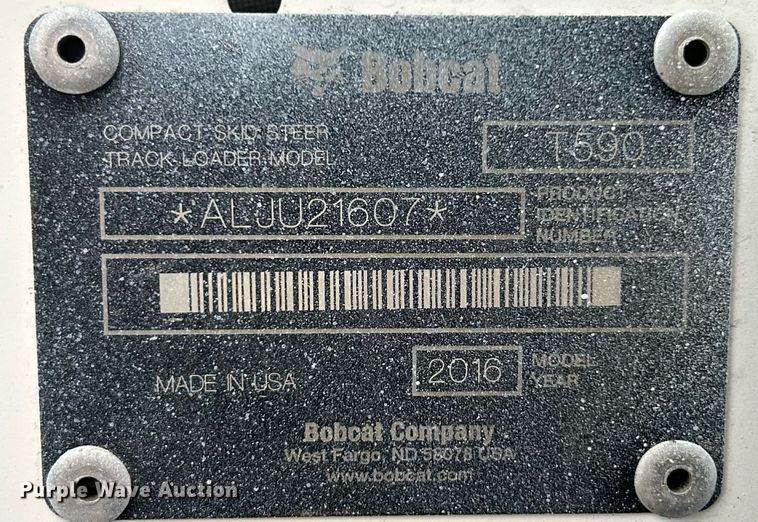 Bobcat
COMPACT SKID STEER
TRACK LOADER MODEL
T590
*ALJU21607*
PRODUCT
IDENTIFICATION
NUMBER
MADE IN USA
2016
MODEL
YEAR
Bobcat Company
West Fargo, ND 58078 USA
www.bobcat.com
Purple Wave Auction